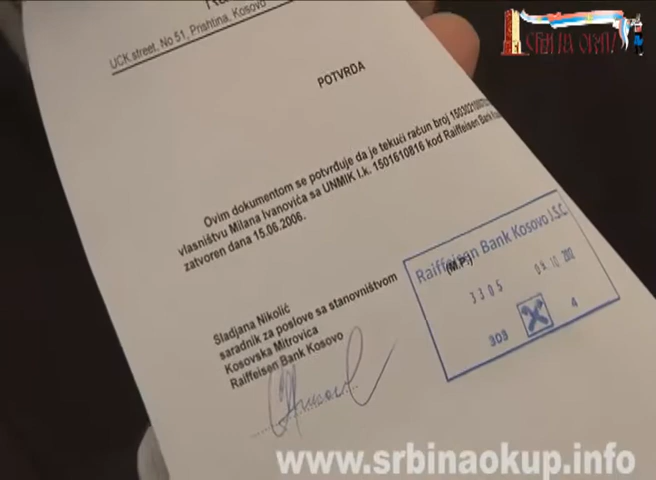 UCK street, No 51, Prishtina, Kosovo
POTVRDA
Ovim dokumentom se potvrđuje da je tekući račun broj
vlasništvu Milana Ivanovića sa UNMIK l.k. 1501610816 kod Raiffeisen Bank
zatvoren dana 15.06.2006.
(M.P.)
Raiffeisen Bank Kosovo J.S.C
3305
303
4
Sladjana Nikolić
saradnik za poslove sa stanovništvom
Kosovska Mitrovica
Raiffeisen Bank Kosovo
www.srbinaokup.info